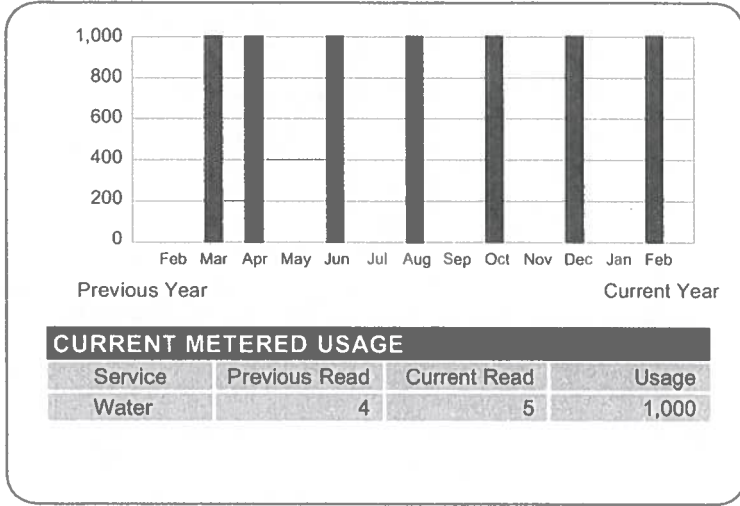 1,000
800
600
400
200
0
Feb Mar Apr May Jun Jul Aug Sep Oct Nov Dec Jan Feb
Previous Year Current Year
CURRENT METERED USAGE
Service Previous Read Current Read Usage
Water 4 5 1,000